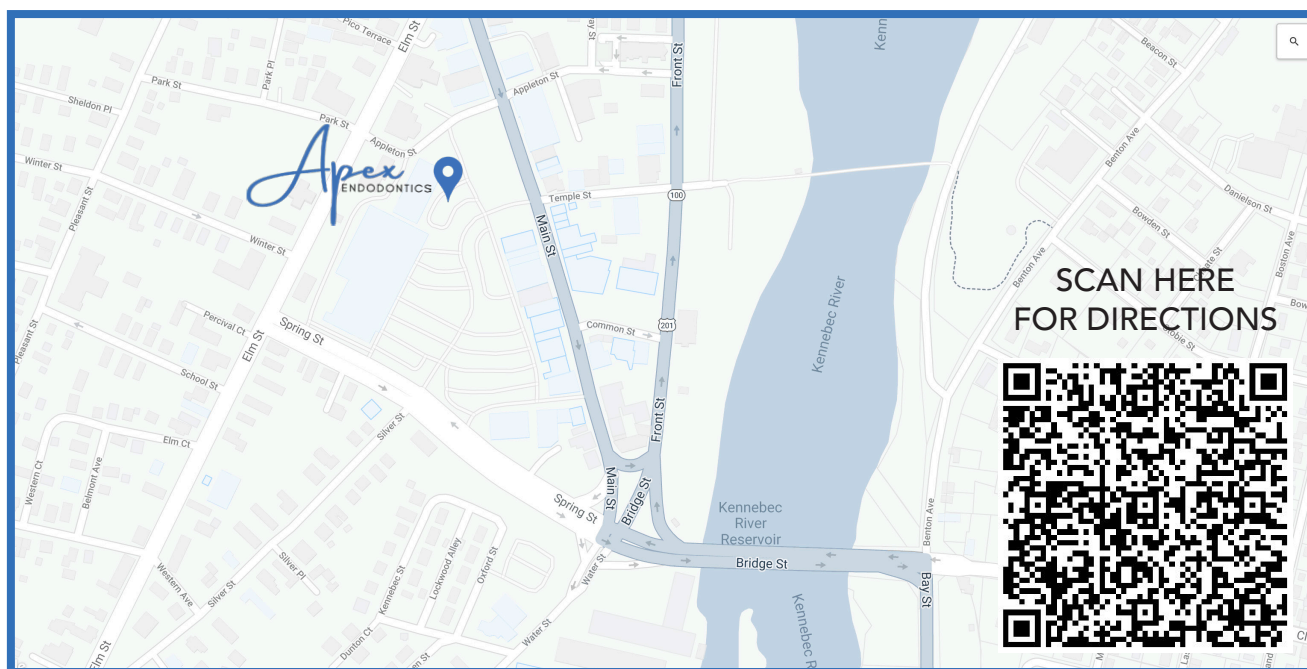 Pico Terrace
Elm St
Front St
Beacon St
Park St
Park Pl
Sheldon Pl
Appleton St
Benton Ave
Park St
Appleton St
Apex
ENDODONTICS
Winter St
Pleasant St
Temple St
100
Danielson St
Bowden St
Main St
Winter St
Benton Ave
Boston Ave
Kennebec River
SCAN HERE
FOR DIRECTIONS
Percival Ct
Spring St
Common St
201
Elm St
Pleasant St
School St
Silver St
Front St
Elm Ct
Western Ct
Belmont Ave
Main St
Bridge St
Spring St
Kennebec
River
Reservoir
Benton Ave
Bridge St
Silver Pl
Lockwood Alley
Oxford St
Kennebec St
Water St
Western Ave
Silver St
Bay St
Water St
Dunton Ct
Elm St